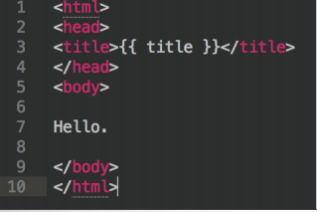 1 <html>
2 <head>
3 <title>{{ title }}</title>
4 </head>
5 <body>
6
7 Hello.
8
9 </body>
10 </html>